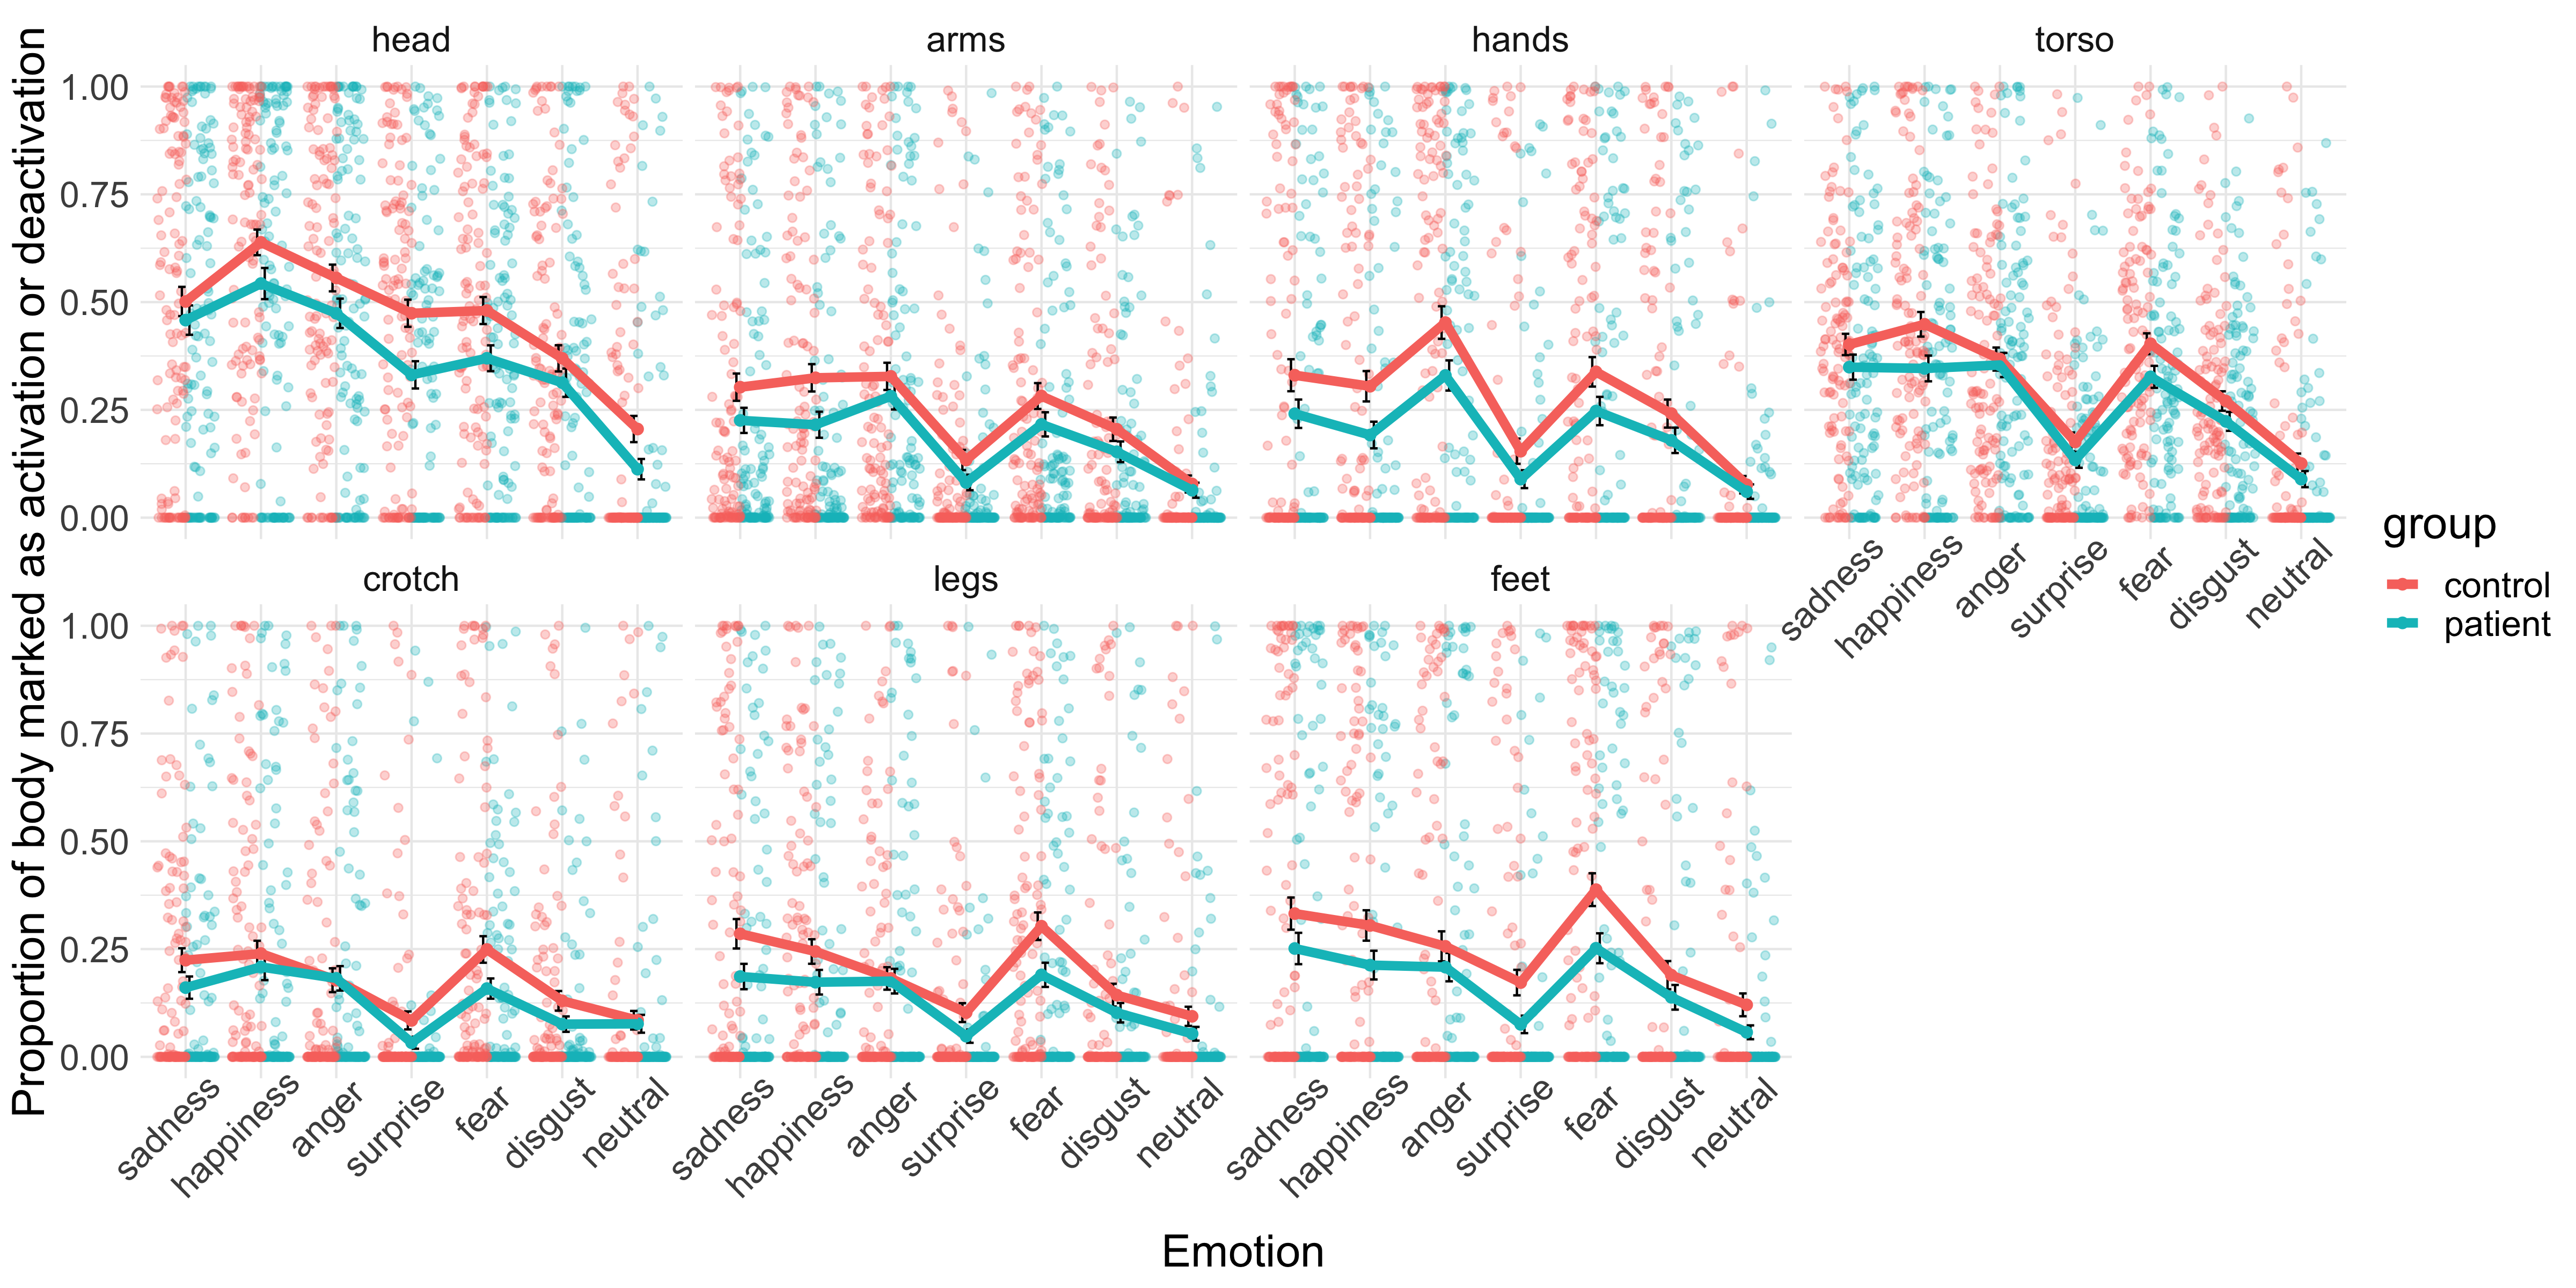 Proportion of body marked as activation or deactivation
head
arms
hands
torso
1.00
0.75
0.50
0.25
0.00
sadness
happiness
anger
surprise
fear
disgust
neutral
group
control
patient
crotch
legs
feet
1.00
0.75
0.50
0.25
0.00
sadness
happiness
anger
surprise
fear
disgust
neutral
sadness
happiness
anger
surprise
fear
disgust
neutral
sadness
happiness
anger
surprise
fear
disgust
neutral
Emotion